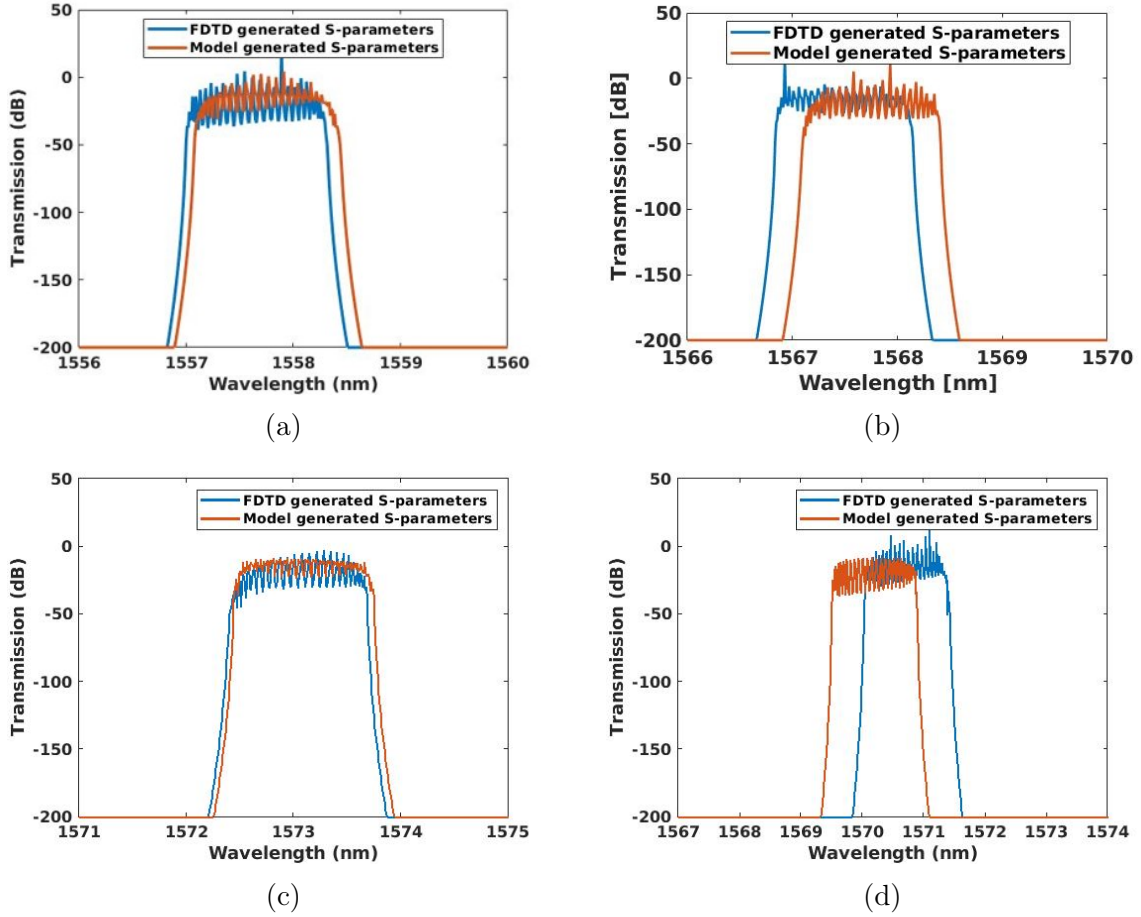 FDTD generated S-parameters
Model generated S-parameters
50
0
-50
-100
-150
-200
Transmission (dB)
1556 1557 1558 1559 1560
Wavelength (nm)
(a)
FDTD generated S-parameters
Model generated S-parameters
50
0
-50
-100
-150
-200
Transmission [dB]
1566 1567 1568 1569 1570
Wavelength [nm]
(b)
FDTD generated S-parameters
Model generated S-parameters
50
0
-50
-100
-150
-200
Transmission (dB)
1571 1572 1573 1574 1575
Wavelength (nm)
(c)
FDTD generated S-parameters
Model generated S-parameters
50
0
-50
-100
-150
-200
Transmission (dB)
1567 1568 1569 1570 1571 1572 1573 1574
Wavelength (nm)
(d)